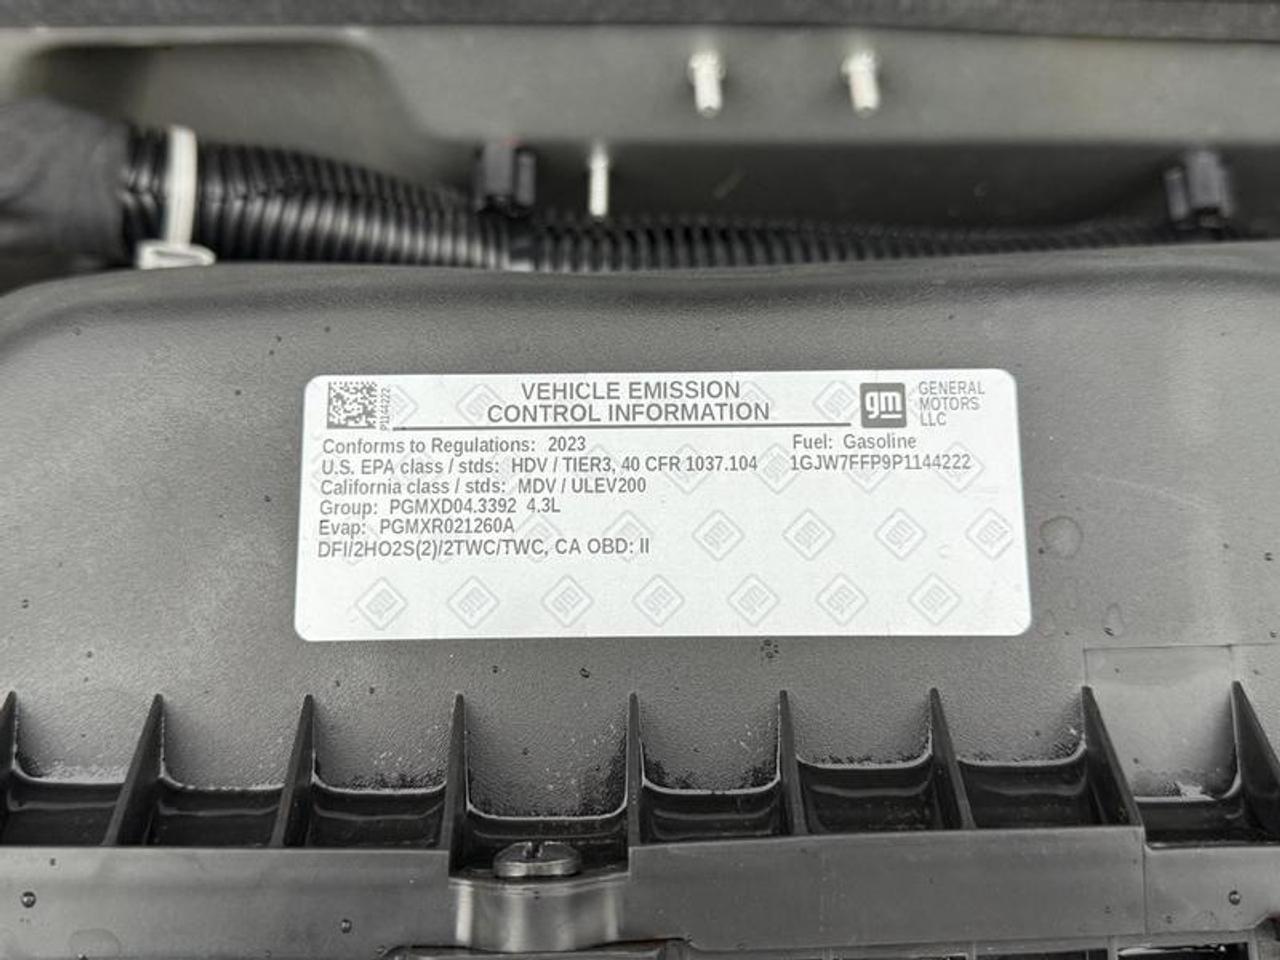 VEHICLE EMISSION
CONTROL INFORMATION
gm
GENERAL
MOTORS
LLC
P1144222
Conforms to Regulations: 2023
Fuel: Gasoline
U.S. EPA class / stds: HDV / TIER3, 40 CFR 1037.104
1GJW7FFP9P1144222
California class / stds: MDV / ULEV200
Group: PGMXD04.3392 4.3L
Evap: PGMXR021260A
DFI/2HO2S(2)/2TWC/TWC, CA OBD: II